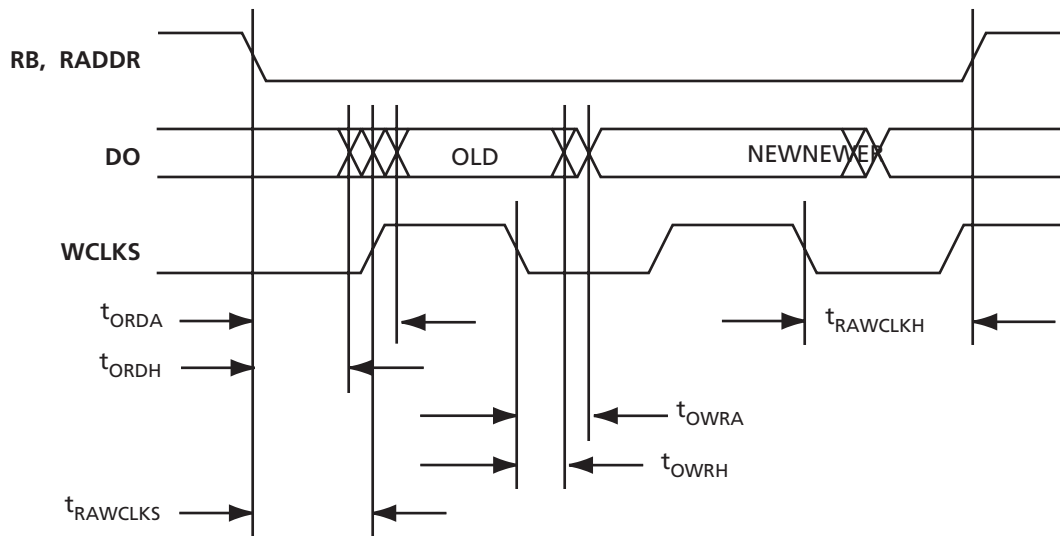 RB, RADDR
DO
OLD
NEWNEWER
WCLKS
tORDA
tRAWCLKH
tORDH
tOWRA
tOWRH
tRAWCLKS